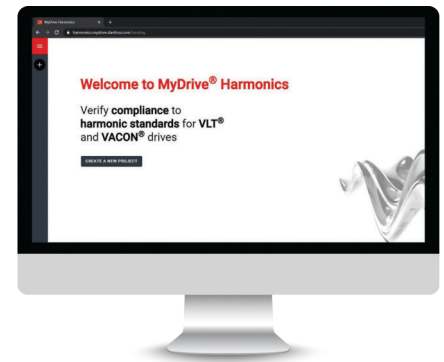 MyDrive Harmonics
harmonics.mydrive.danfoss.com/landing
Welcome to MyDrive® Harmonics
Verify compliance to
harmonic standards for VLT®
and VACON® drives
CREATE A NEW PROJECT